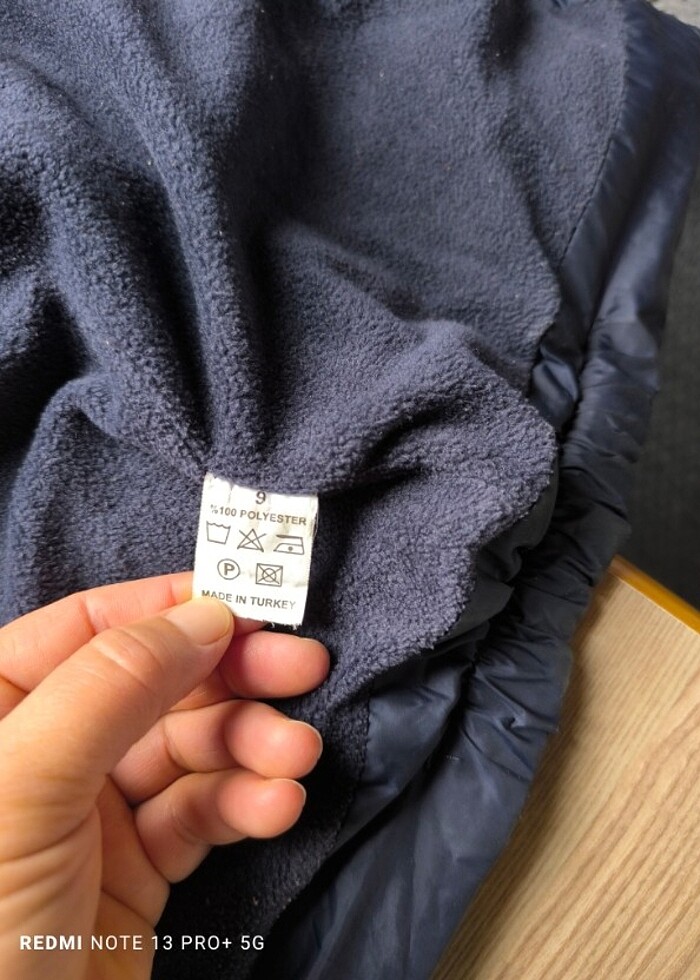 9
%100 POLYESTER
P
MADE IN TURKEY
REDMI NOTE 13 PRO+ 5G